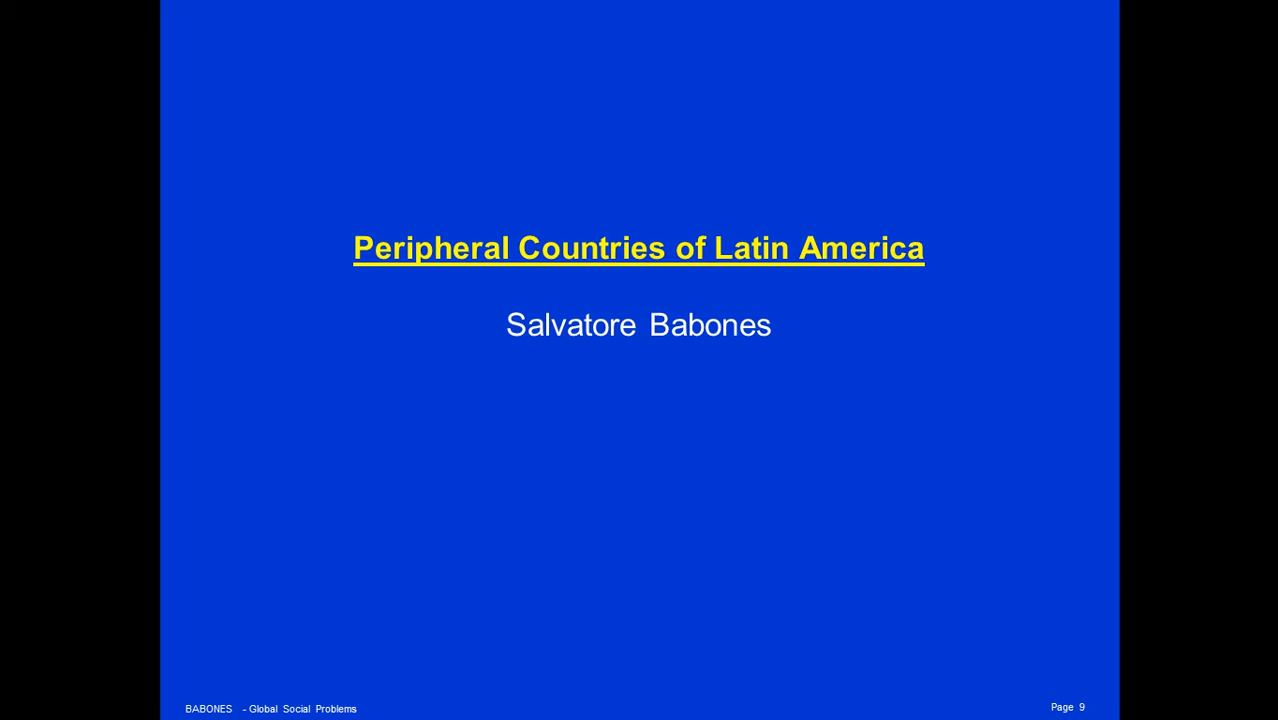 Peripheral Countries of Latin America
Salvatore Babones
BABONES - Global Social Problems
Page 9